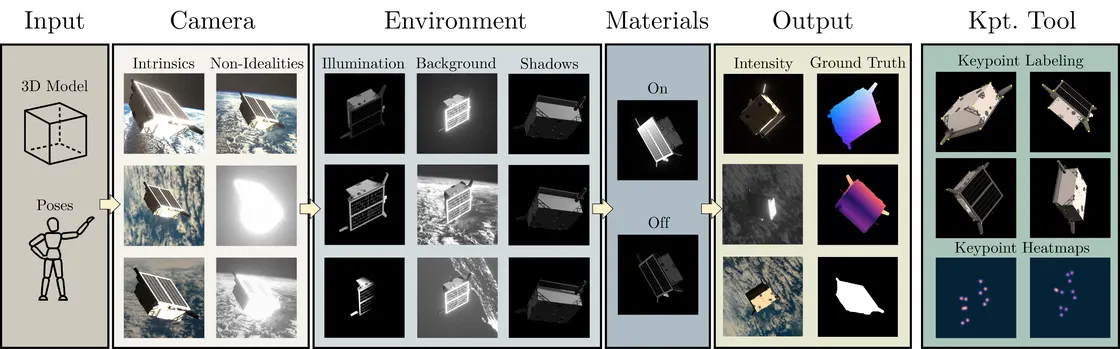 Input
Camera
Environment
Materials
Output
Kpt. Tool
3D Model
Poses
Intrinsics
Non-Idealities
Illumination
Background
Shadows
On
Off
Intensity
Ground Truth
Keypoint Labeling
Keypoint Heatmaps